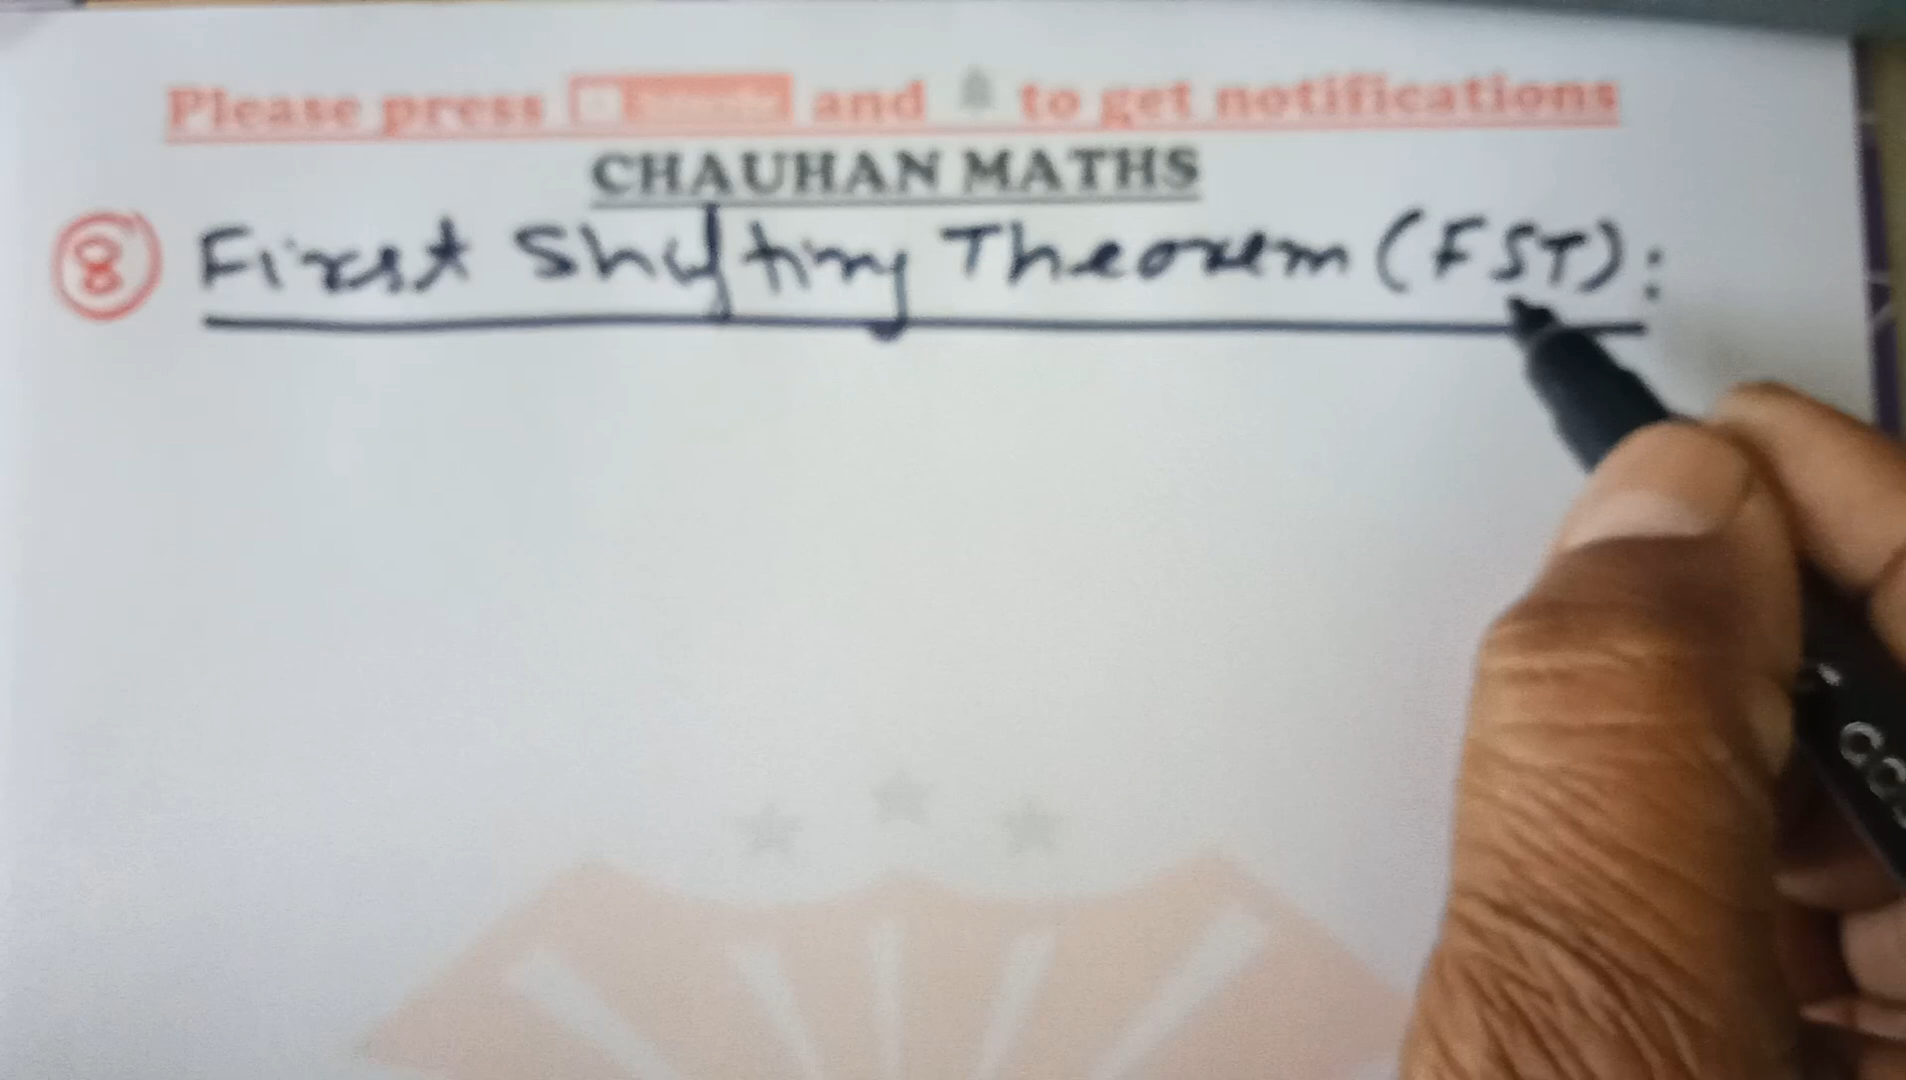 Please press and to get notifications
CHAUHAN MATHS
8 First Shifting Theorem (FST):